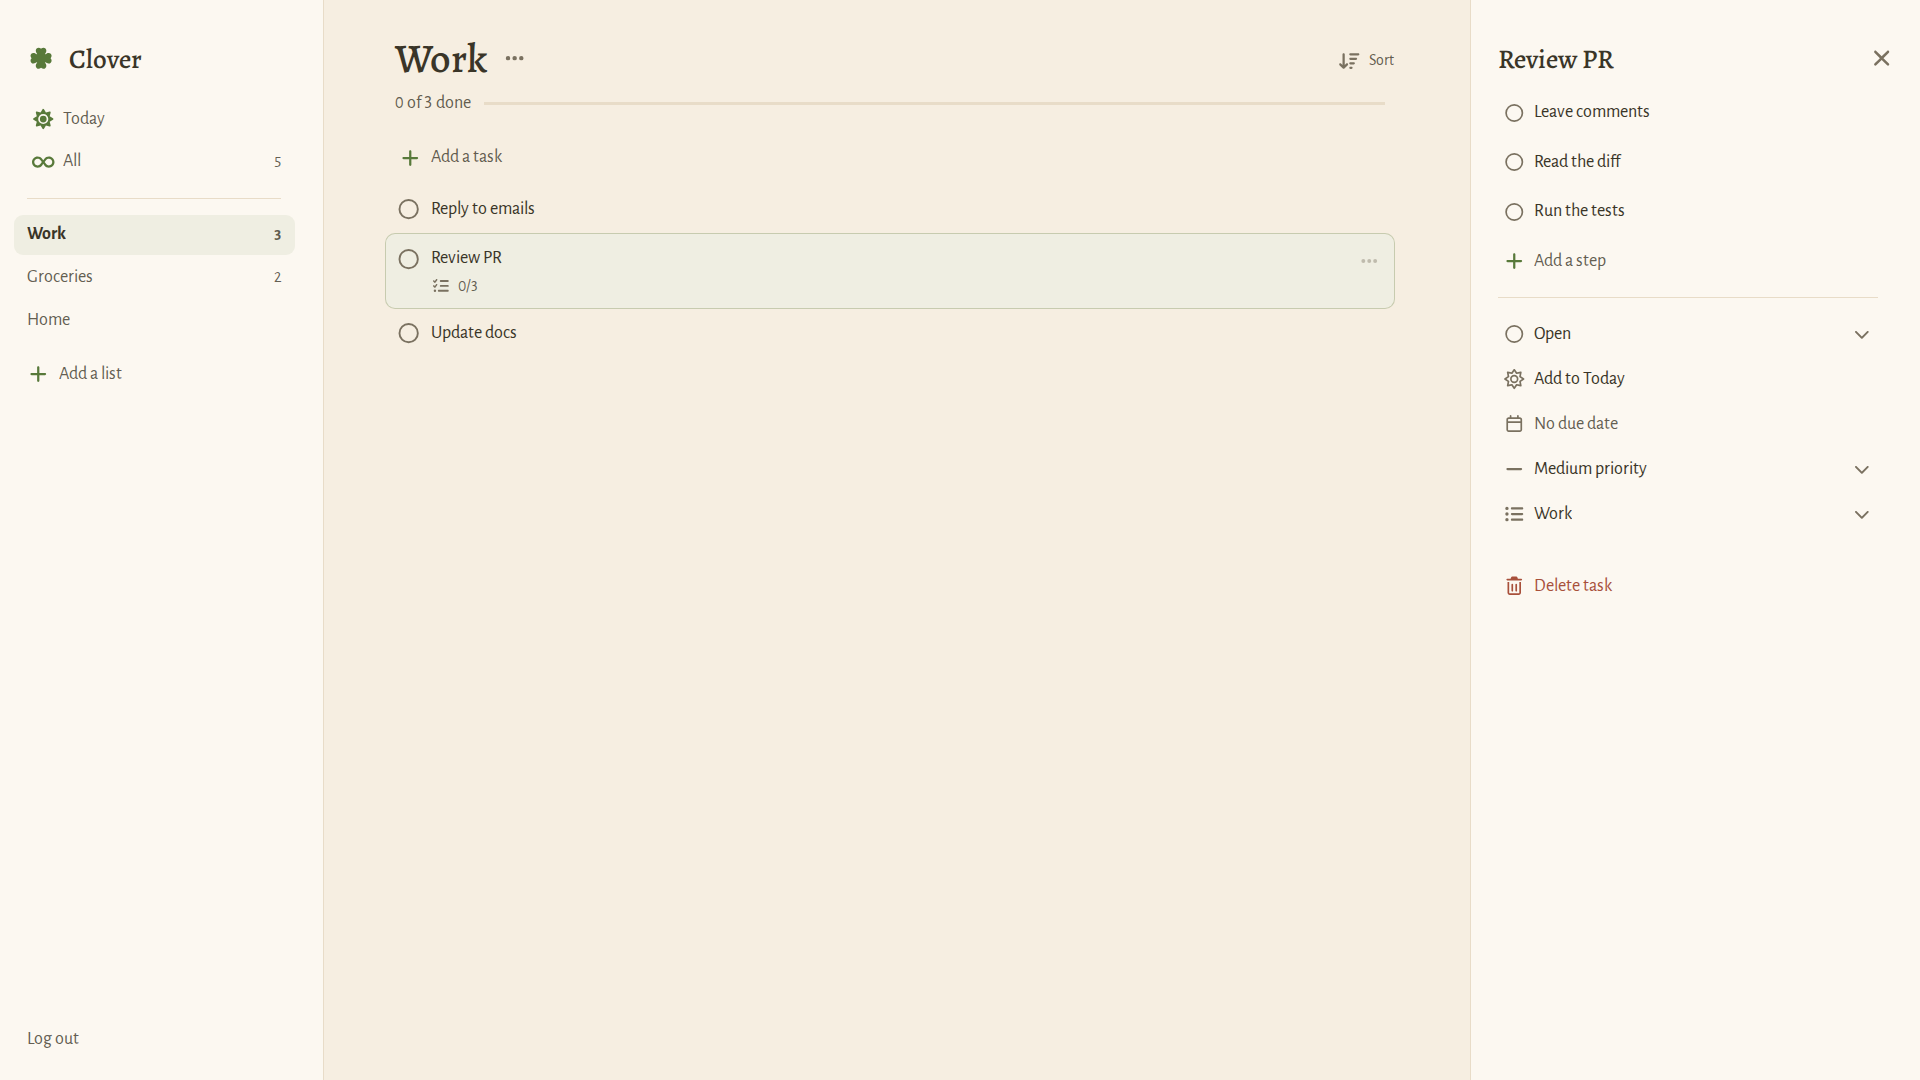 Clover
Today
All 5
Work 3
Groceries 2
Home
Add a list
Log out
Work
Sort
0 of 3 done
Add a task
Reply to emails
Review PR
0/3
Update docs
Review PR
Leave comments
Read the diff
Run the tests
Add a step
Open
Add to Today
No due date
Medium priority
Work
Delete task